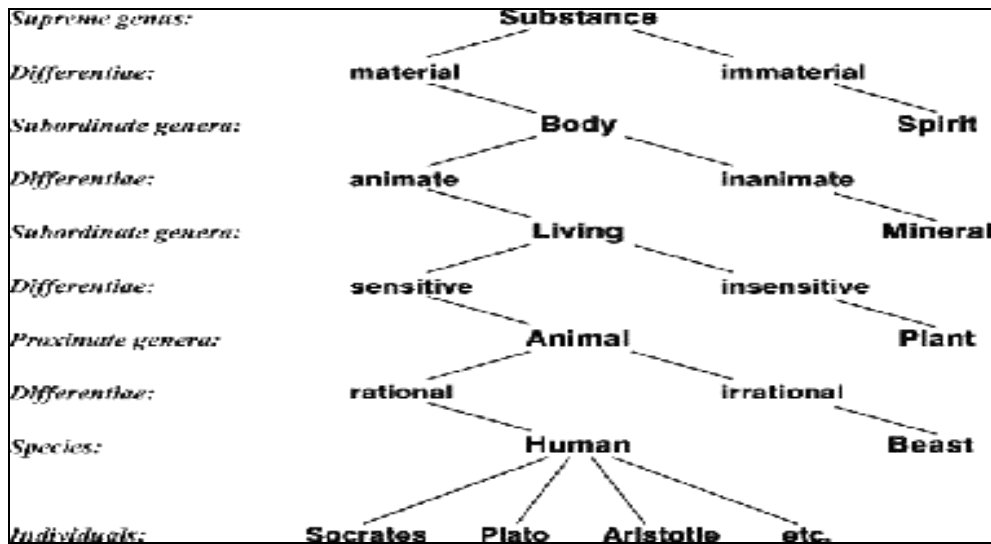 Supreme genus: Substance
Differentiae: material immaterial
Subordinate genera: Body Spirit
Differentiae: animate inanimate
Subordinate genera: Living Mineral
Differentiae: sensitive insensitive
Proximate genera: Animal Plant
Differentiae: rational irrational
Species: Human Beast
Individuals: Socrates Plato Aristotle etc.